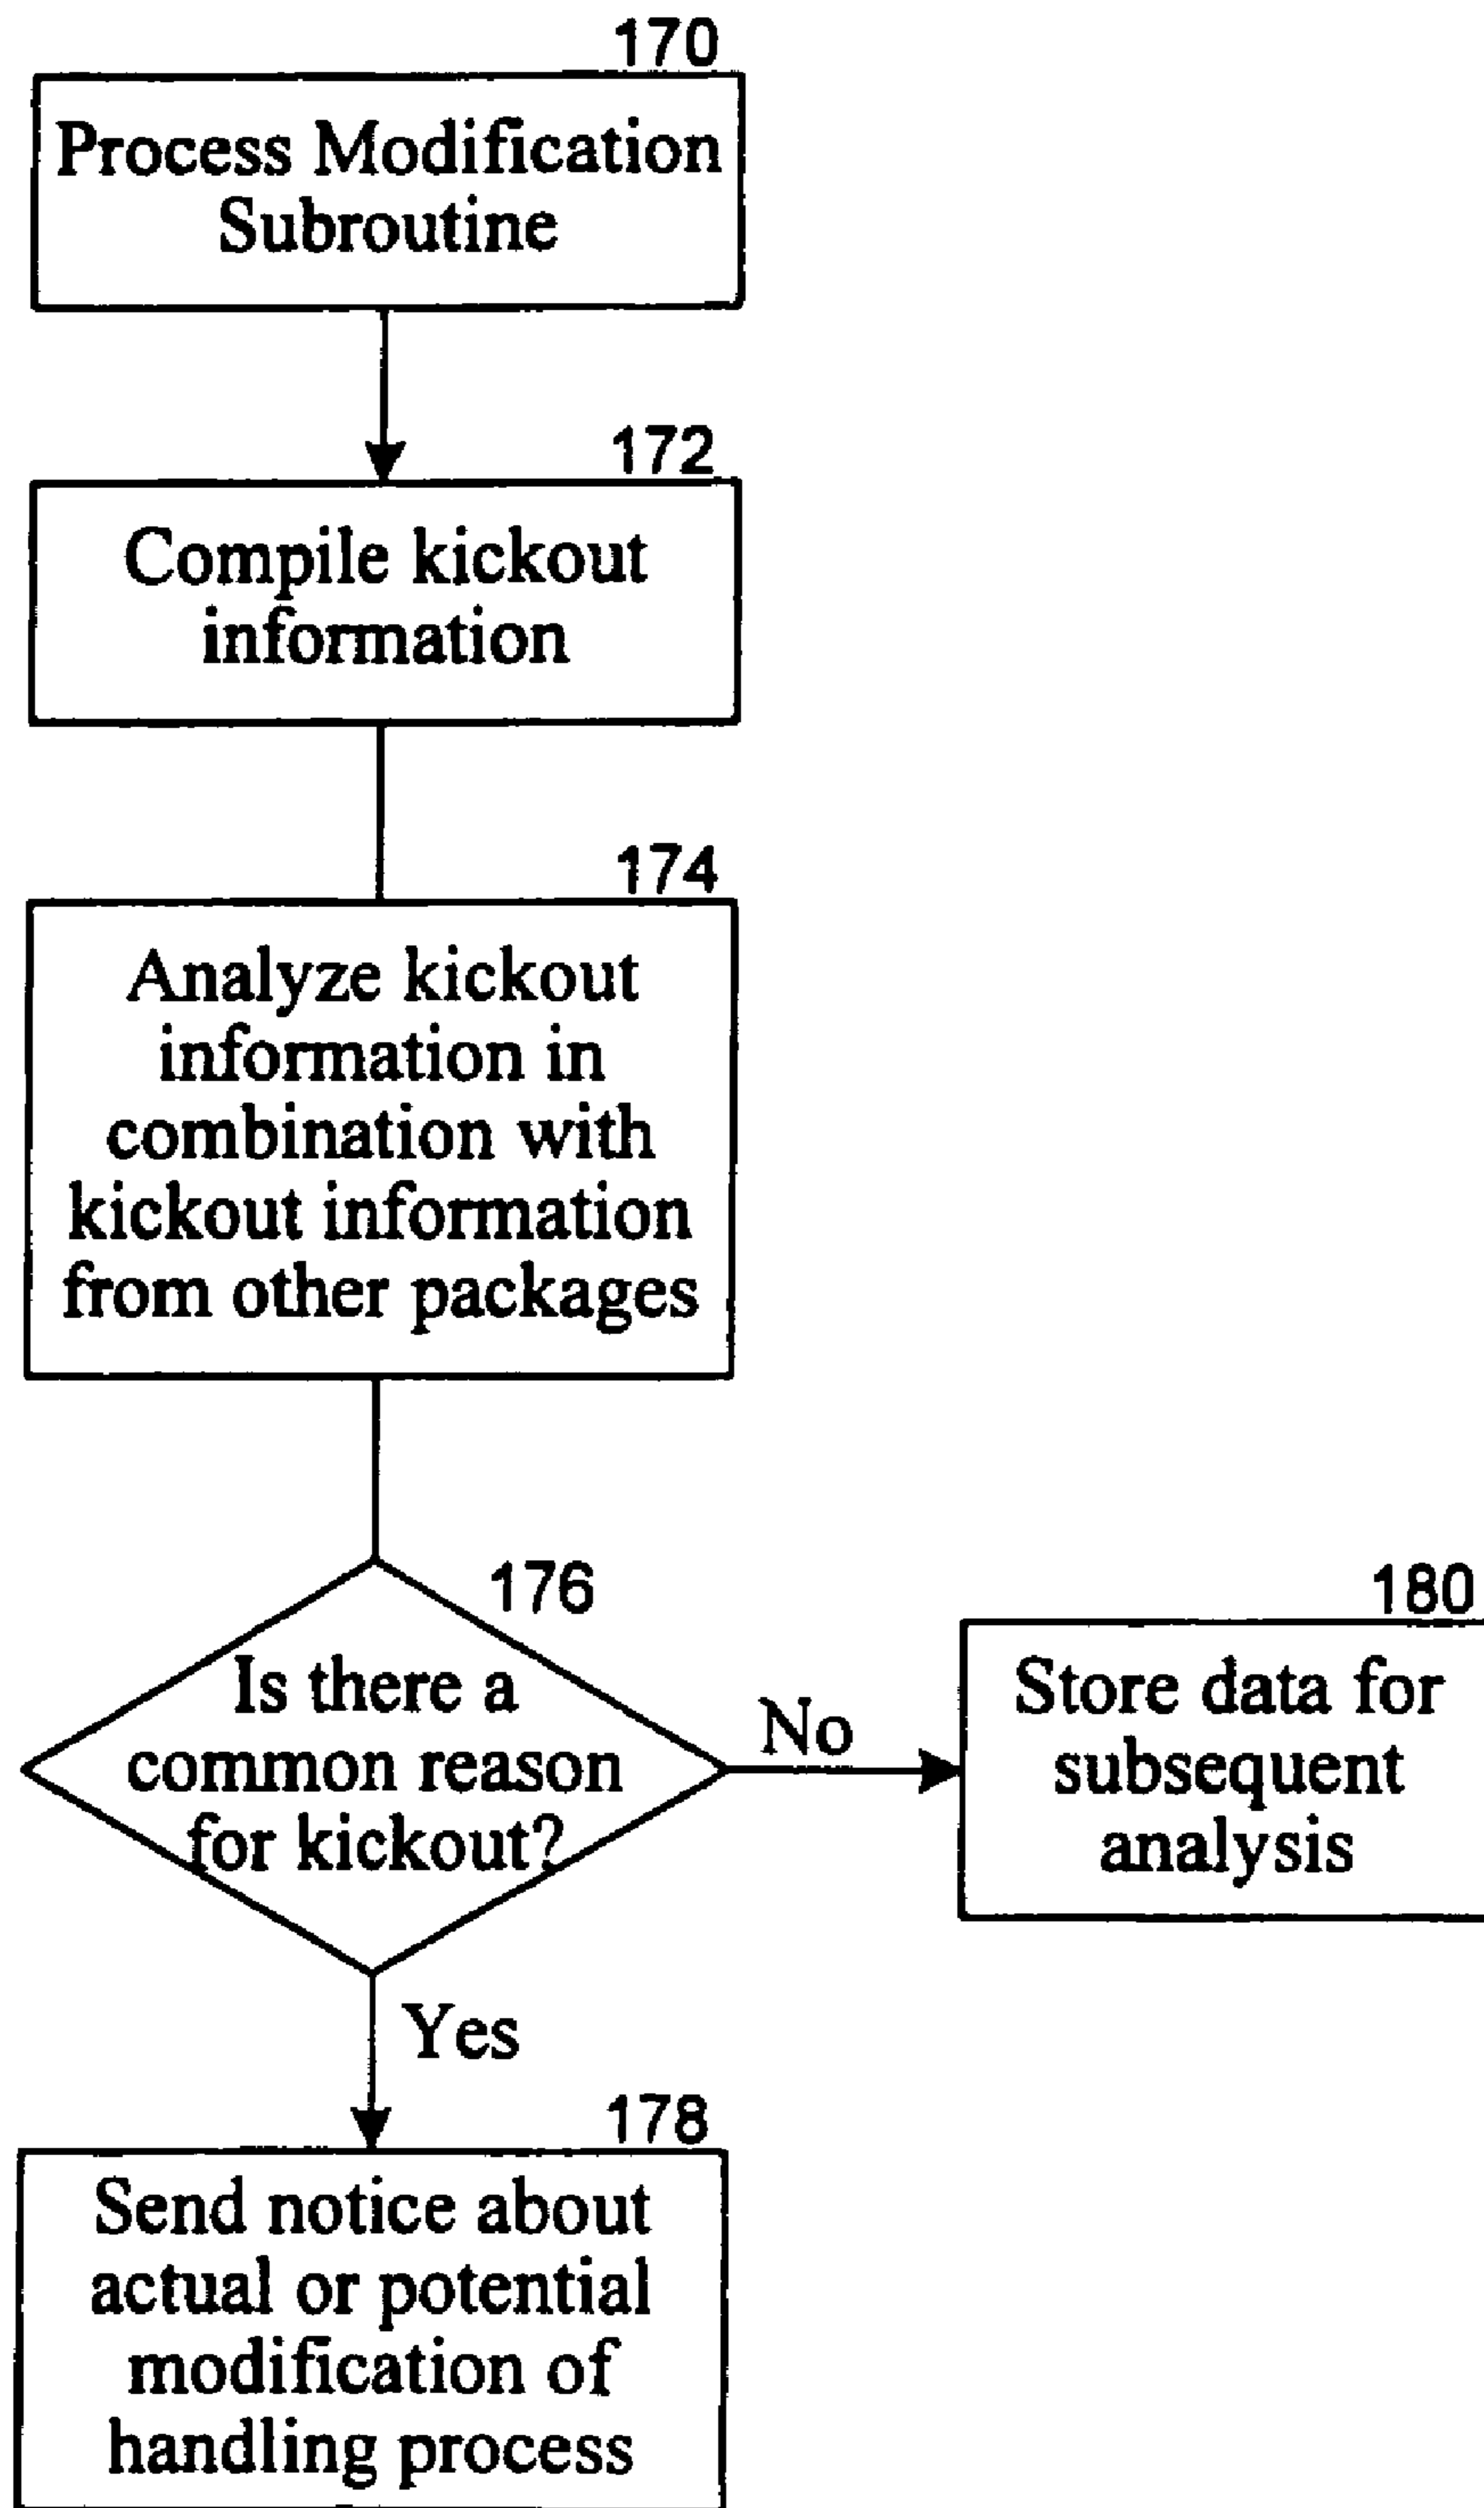 170
Process Modification
Subroutine
172
Compile kickout
information
174
Analyze kickout
information in
combination with
kickout information
from other packages
176
Is there a
common reason
for kickout?
No
180
Store data for
subsequent
analysis
Yes
178
Send notice about
actual or potential
modification of
handling process